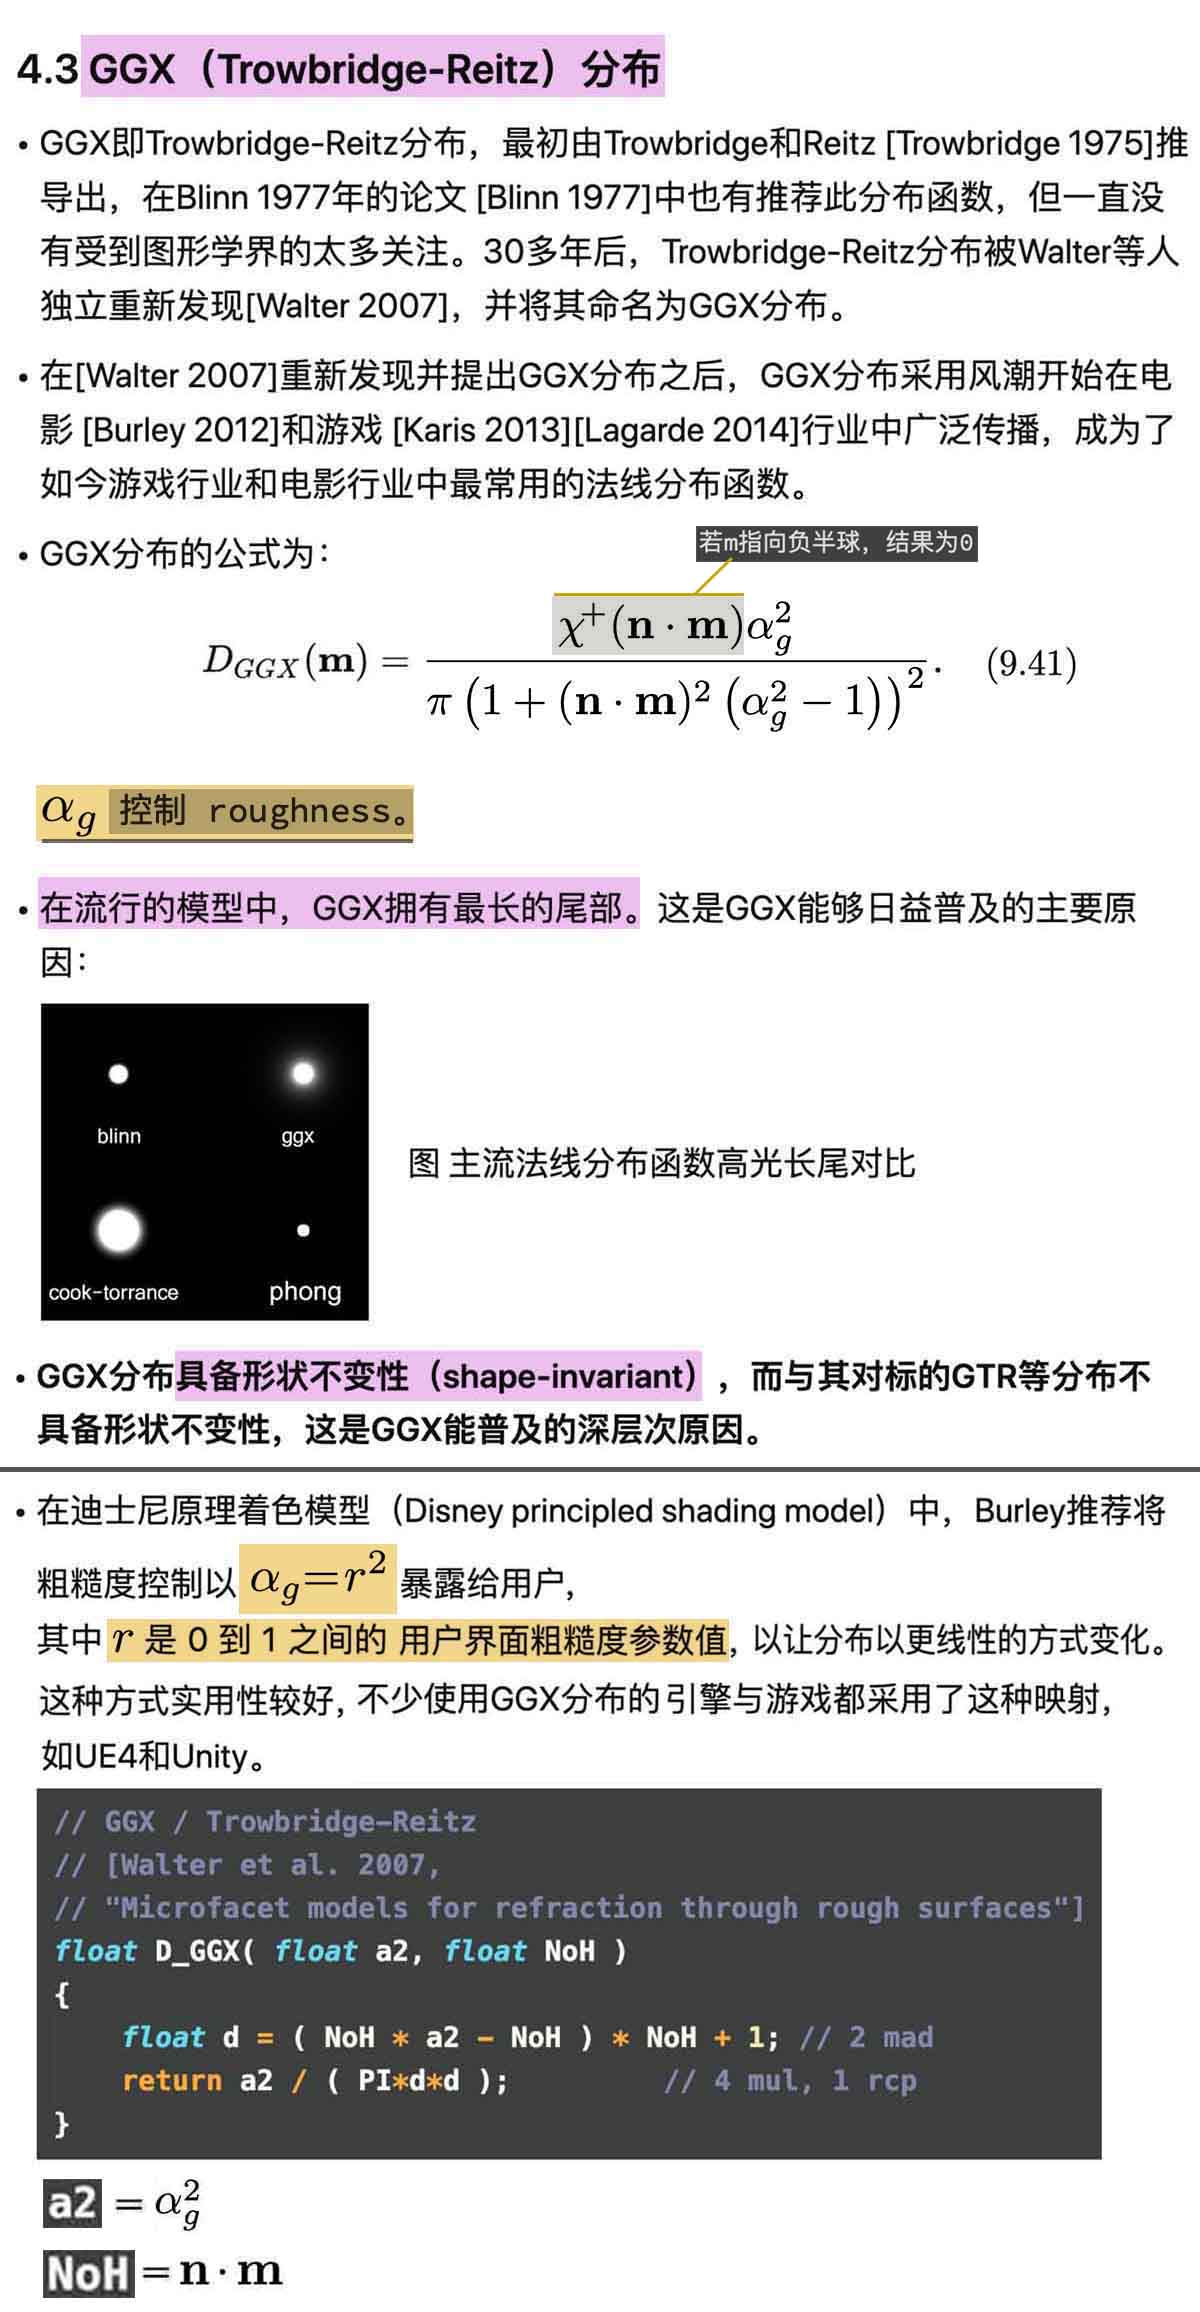 4.3 GGX（Trowbridge-Reitz）分布
• GGX即Trowbridge-Reitz分布，最初由Trowbridge和Reitz [Trowbridge 1975]推
导出，在Blinn 1977年的论文 [Blinn 1977]中也有推荐此分布函数，但一直没
有受到图形学界的太多关注。30多年后，Trowbridge-Reitz分布被Walter等人
独立重新发现[Walter 2007]，并将其命名为GGX分布。
• 在[Walter 2007]重新发现并提出GGX分布之后，GGX分布采用风潮开始在电
影 [Burley 2012]和游戏 [Karis 2013][Lagarde 2014]行业中广泛传播，成为了
如今游戏行业和电影行业中最常用的法线分布函数。
• GGX分布的公式为：
若m指向负半球，结果为0
D_{GGX}(m) = \frac{χ^+(n · m)α_g^2}{π(1 + (n · m)^2 (α_g^2 − 1))^2}. (9.41)
α_g 控制 roughness。
• 在流行的模型中，GGX拥有最长的尾部。这是GGX能够日益普及的主要原
因：
blinn ggx
图 主流法线分布函数高光长尾对比
cook-torrance phong
• GGX分布具备形状不变性（shape-invariant），而与其对标的GTR等分布不
具备形状不变性，这是GGX能普及的深层次原因。
• 在迪士尼原理着色模型（Disney principled shading model）中，Burley推荐将
粗糙度控制以 α_g=r^2 暴露给用户，
其中 r 是 0 到 1 之间的 用户界面粗糙度参数值，以让分布以更线性的方式变化。
这种方式实用性较好，不少使用GGX分布的引擎与游戏都采用了这种映射，
如UE4和Unity。
// GGX / Trowbridge-Reitz
// [Walter et al. 2007,
// "Microfacet models for refraction through rough surfaces"]
float D_GGX( float a2, float NoH )
{
float d = ( NoH * a2 - NoH ) * NoH + 1; // 2 mad
return a2 / ( PI*d*d ); // 4 mul, 1 rcp
}
a2 = α_g^2
NoH = n · m